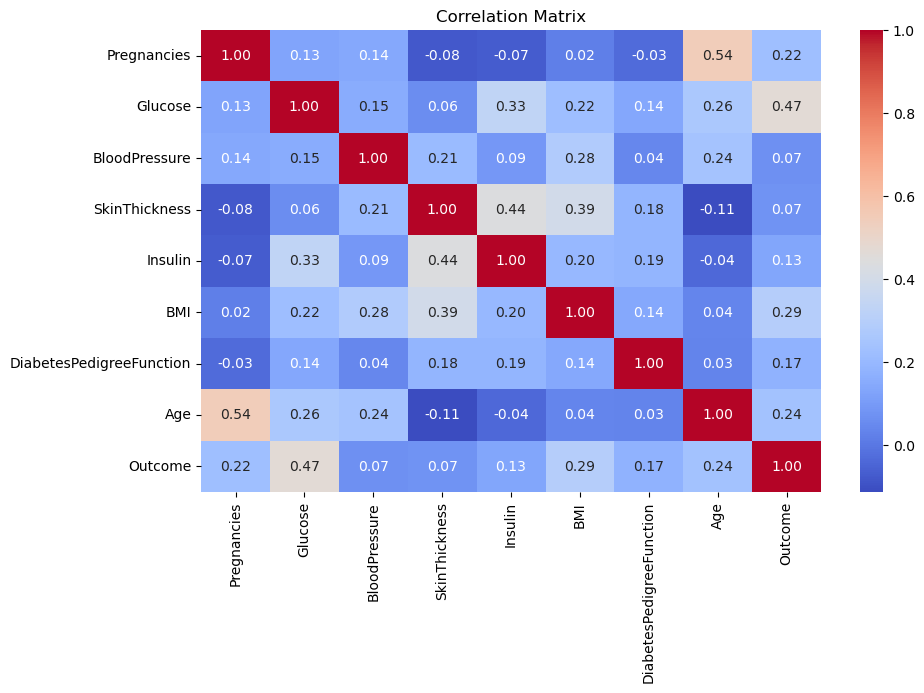 Correlation Matrix
Pregnancies 1.00 0.13 0.14 -0.08 -0.07 0.02 -0.03 0.54 0.22
Glucose 0.13 1.00 0.15 0.06 0.33 0.22 0.14 0.26 0.47
BloodPressure 0.14 0.15 1.00 0.21 0.09 0.28 0.04 0.24 0.07
SkinThickness -0.08 0.06 0.21 1.00 0.44 0.39 0.18 -0.11 0.07
Insulin -0.07 0.33 0.09 0.44 1.00 0.20 0.19 -0.04 0.13
BMI 0.02 0.22 0.28 0.39 0.20 1.00 0.14 0.04 0.29
DiabetesPedigreeFunction -0.03 0.14 0.04 0.18 0.19 0.14 1.00 0.03 0.17
Age 0.54 0.26 0.24 -0.11 -0.04 0.04 0.03 1.00 0.24
Outcome 0.22 0.47 0.07 0.07 0.13 0.29 0.17 0.24 1.00
Pregnancies
Glucose
BloodPressure
SkinThickness
Insulin
BMI
DiabetesPedigreeFunction
Age
Outcome
1.0
0.8
0.6
0.4
0.2
0.0